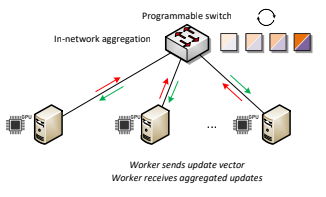 Programmable switch
In-network aggregation
GPU
GPU
...
GPU
Worker sends update vector
Worker receives aggregated updates